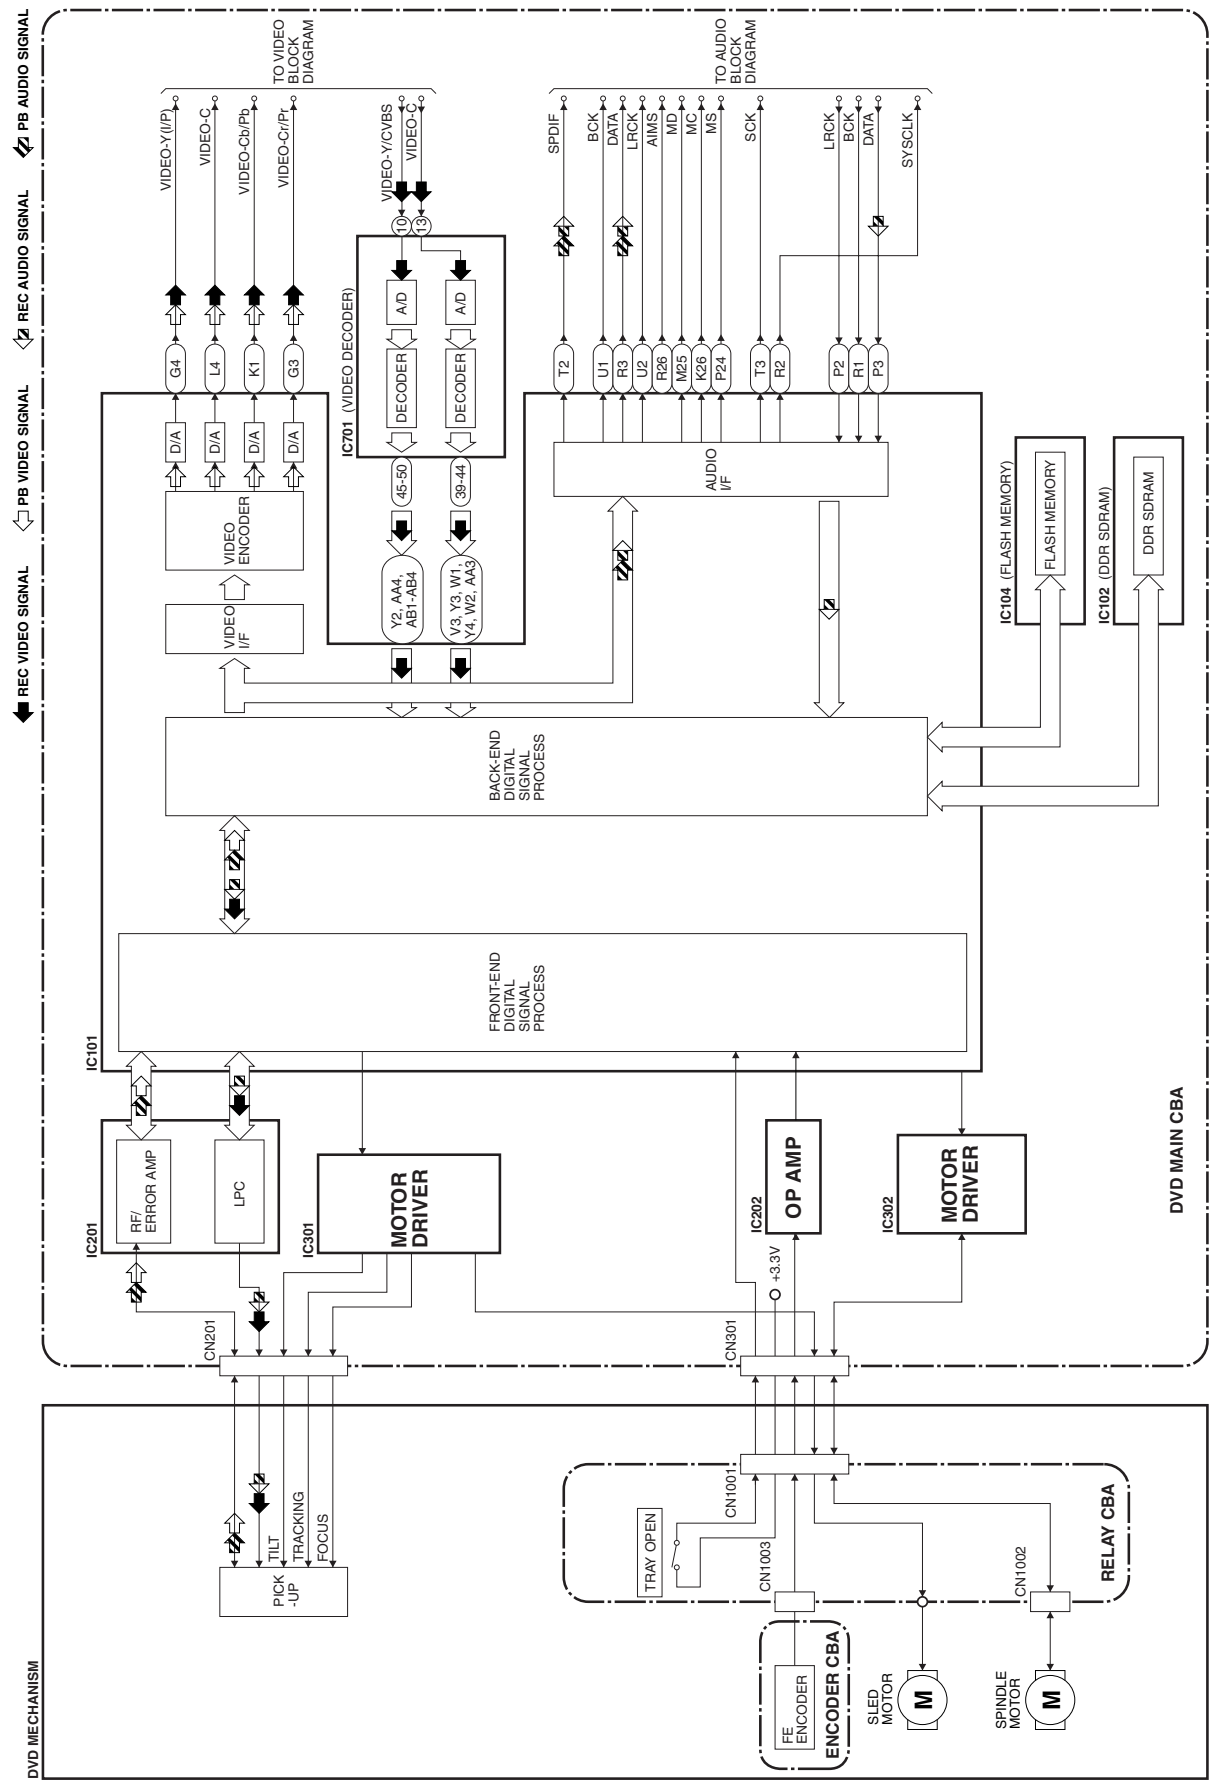 DVD MECHANISM
PICK
-UP
TILT
TRACKING
FOCUS
FE
ENCODER
ENCODER CBA
SLED
MOTOR
M
SPINDLE
MOTOR
M
TRAY OPEN
CN1001
CN1003
CN1002
RELAY CBA
CN201
CN301
+3.3V
IC201
RF/
ERROR AMP
LPC
IC301
MOTOR
DRIVER
IC202
OP AMP
IC302
MOTOR
DRIVER
DVD MAIN CBA
IC101
FRONT-END
DIGITAL
SIGNAL
PROCESS
BACK-END
DIGITAL
SIGNAL
PROCESS
VIDEO
I/F
VIDEO
ENCODER
D/A
D/A
D/A
D/A
G4
L4
K1
G3
VIDEO-Y(I/P)
VIDEO-C
VIDEO-Cb/Pb
VIDEO-Cr/Pr
TO VIDEO
BLOCK
DIAGRAM
VIDEO-Y/CVBS
VIDEO-C
10
13
IC701 (VIDEO DECODER)
A/D
A/D
DECODER
DECODER
45-50
39-44
Y2, AA4,
AB1-AB4
V3, Y3, W1,
Y4, W2, AA3
AUDIO
I/F
T2
U1
R3
U2
R26
M25
K26
P24
T3
R2
P2
R1
P3
SPDIF
BCK
DATA
LRCK
AIMS
MD
MC
MS
SCK
LRCK
BCK
DATA
SYSCLK
TO AUDIO
BLOCK
DIAGRAM
IC104 (FLASH MEMORY)
FLASH MEMORY
IC102 (DDR SDRAM)
DDR SDRAM
REC VIDEO SIGNAL
PB VIDEO SIGNAL
REC AUDIO SIGNAL
PB AUDIO SIGNAL